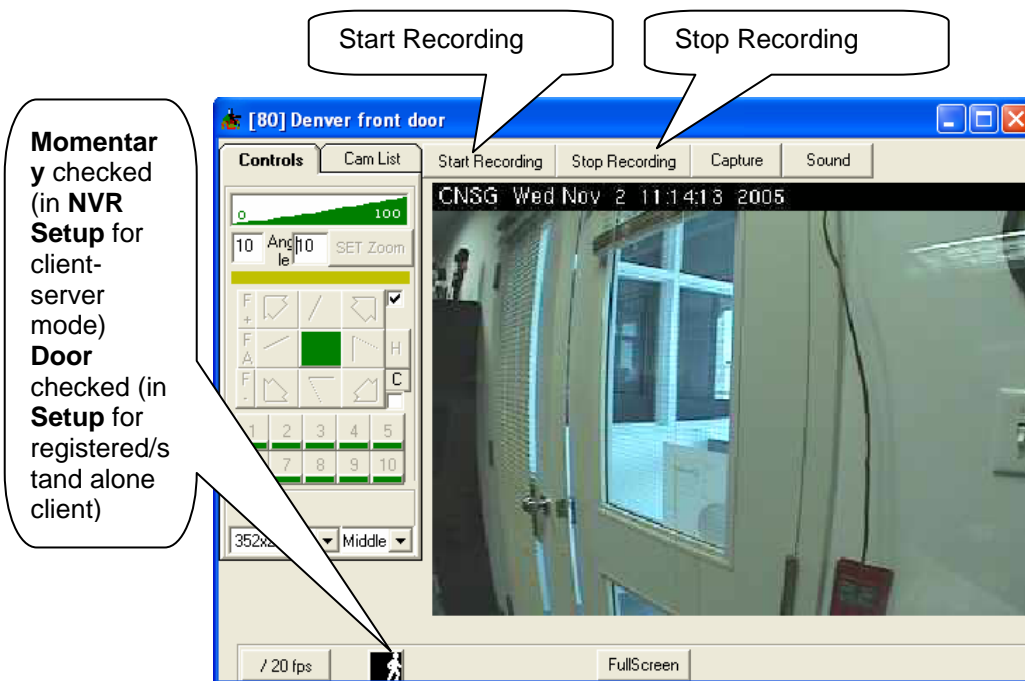 Start Recording
Stop Recording
Momentar
y checked
(in NVR
Setup for
client-
server
mode)
Door
checked (in
Setup for
registered/s
tand alone
client)
[80] Denver front door
Controls
Cam List
Start Recording
Stop Recording
Capture
Sound
CNSG Wed Nov 2 11:14:13 2005
0
100
10
Ang
le
10
SET Zoom
F
+
F
A
H
F
-
C
1 2 3 4 5
7 8 9 10
Middle
/ 20 fps
FullScreen